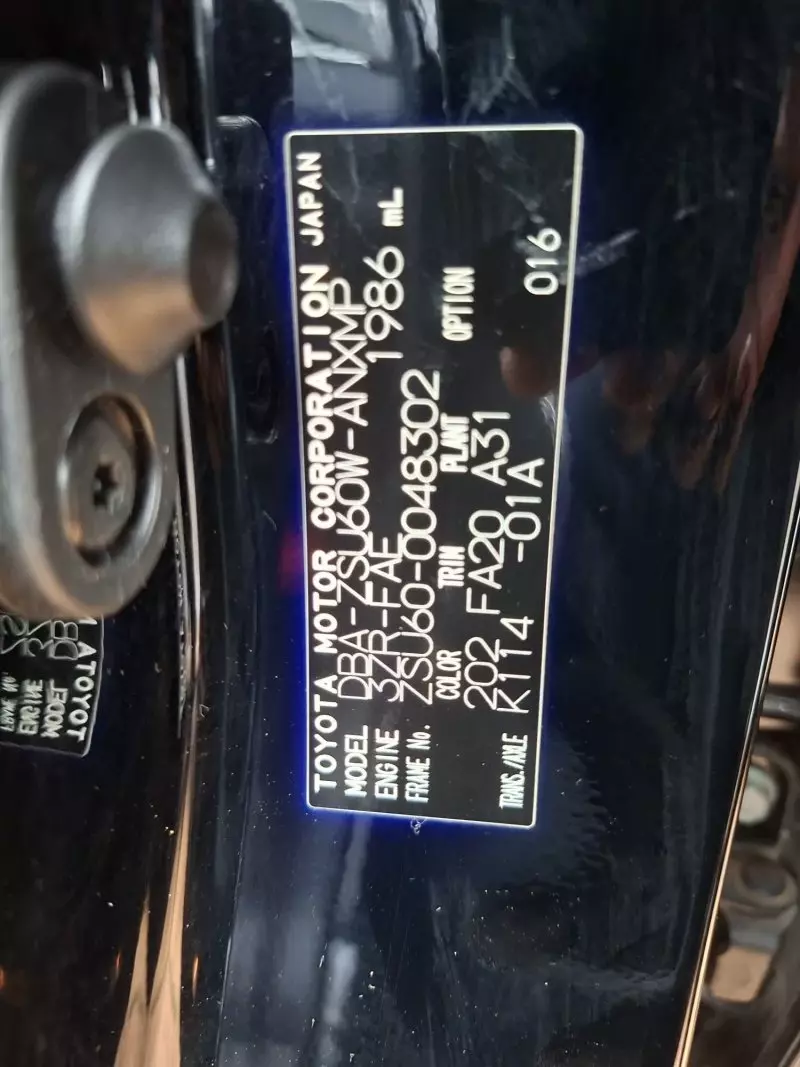 TOYOTA MOTOR CORPORATION JAPAN
MODEL DBA-ZSU60W-ANXMP
ENGINE 3ZR-FAE 1986 mL
FRAME No. ZSU60-0048302
COLOR TRIM PLANT OPTION
202 FA20 A31 016
TRANS./AXLE K114 -01A